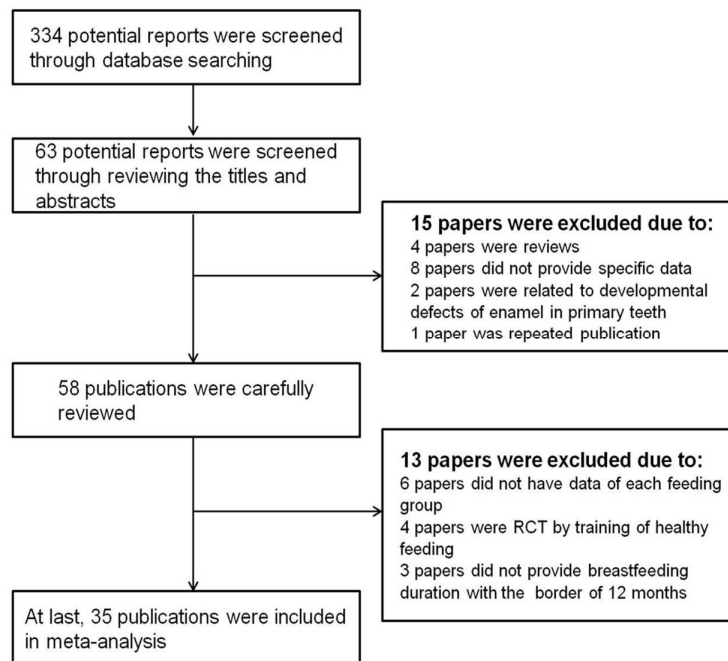 334 potential reports were screened
through database searching
63 potential reports were screened
through reviewing the titles and
abstracts
15 papers were excluded due to:
4 papers were reviews
8 papers did not provide specific data
2 papers were related to developmental
defects of enamel in primary teeth
1 paper was repeated publication
58 publications were carefully
reviewed
13 papers were excluded due to:
6 papers did not have data of each feeding
group
4 papers were RCT by training of healthy
feeding
3 papers did not provide breastfeeding
duration with the border of 12 months
At last, 35 publications were included
in meta-analysis